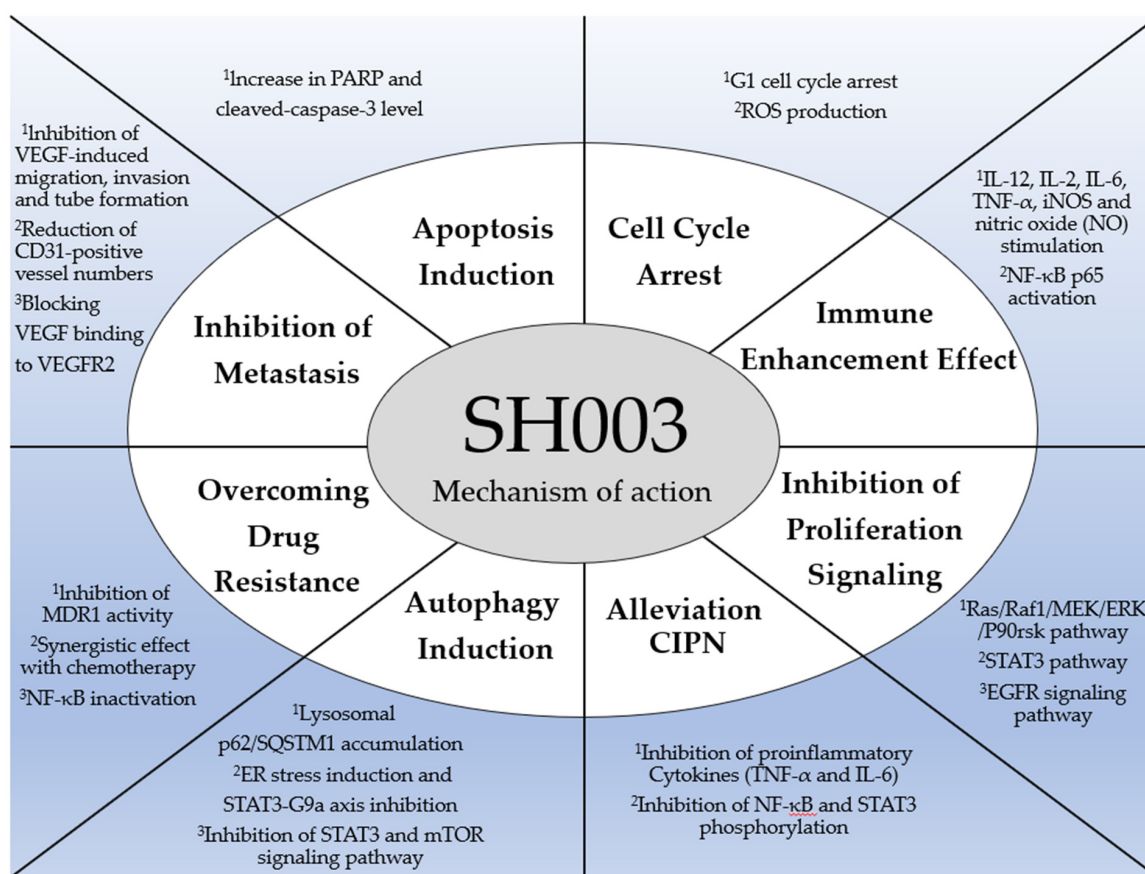 ¹Increase in PARP and
cleaved-caspase-3 level
¹G1 cell cycle arrest
²ROS production
¹Inhibition of
VEGF-induced
migration, invasion
and tube formation
²Reduction of
CD31-positive
vessel numbers
³Blocking
VEGF binding
to VEGFR2
¹IL-12, IL-2, IL-6,
TNF-α, iNOS and
nitric oxide (NO)
stimulation
²NF-κB p65
activation
Apoptosis
Induction
Cell Cycle
Arrest
Inhibition of
Metastasis
Immune
Enhancement Effect
SH003
Mechanism of action
Overcoming
Drug
Resistance
Inhibition of
Proliferation
Signaling
Autophagy
Induction
Alleviation
CIPN
¹Inhibition of
MDR1 activity
²Synergistic effect
with chemotherapy
³NF-κB inactivation
¹Ras/Raf1/MEK/ERK
/P90rsk pathway
²STAT3 pathway
³EGFR signaling
pathway
¹Lysosomal
p62/SQSTM1 accumulation
²ER stress induction and
STAT3-G9a axis inhibition
³Inhibition of STAT3 and mTOR
signaling pathway
¹Inhibition of proinflammatory
Cytokines (TNF-α and IL-6)
²Inhibition of NF-κB and STAT3
phosphorylation